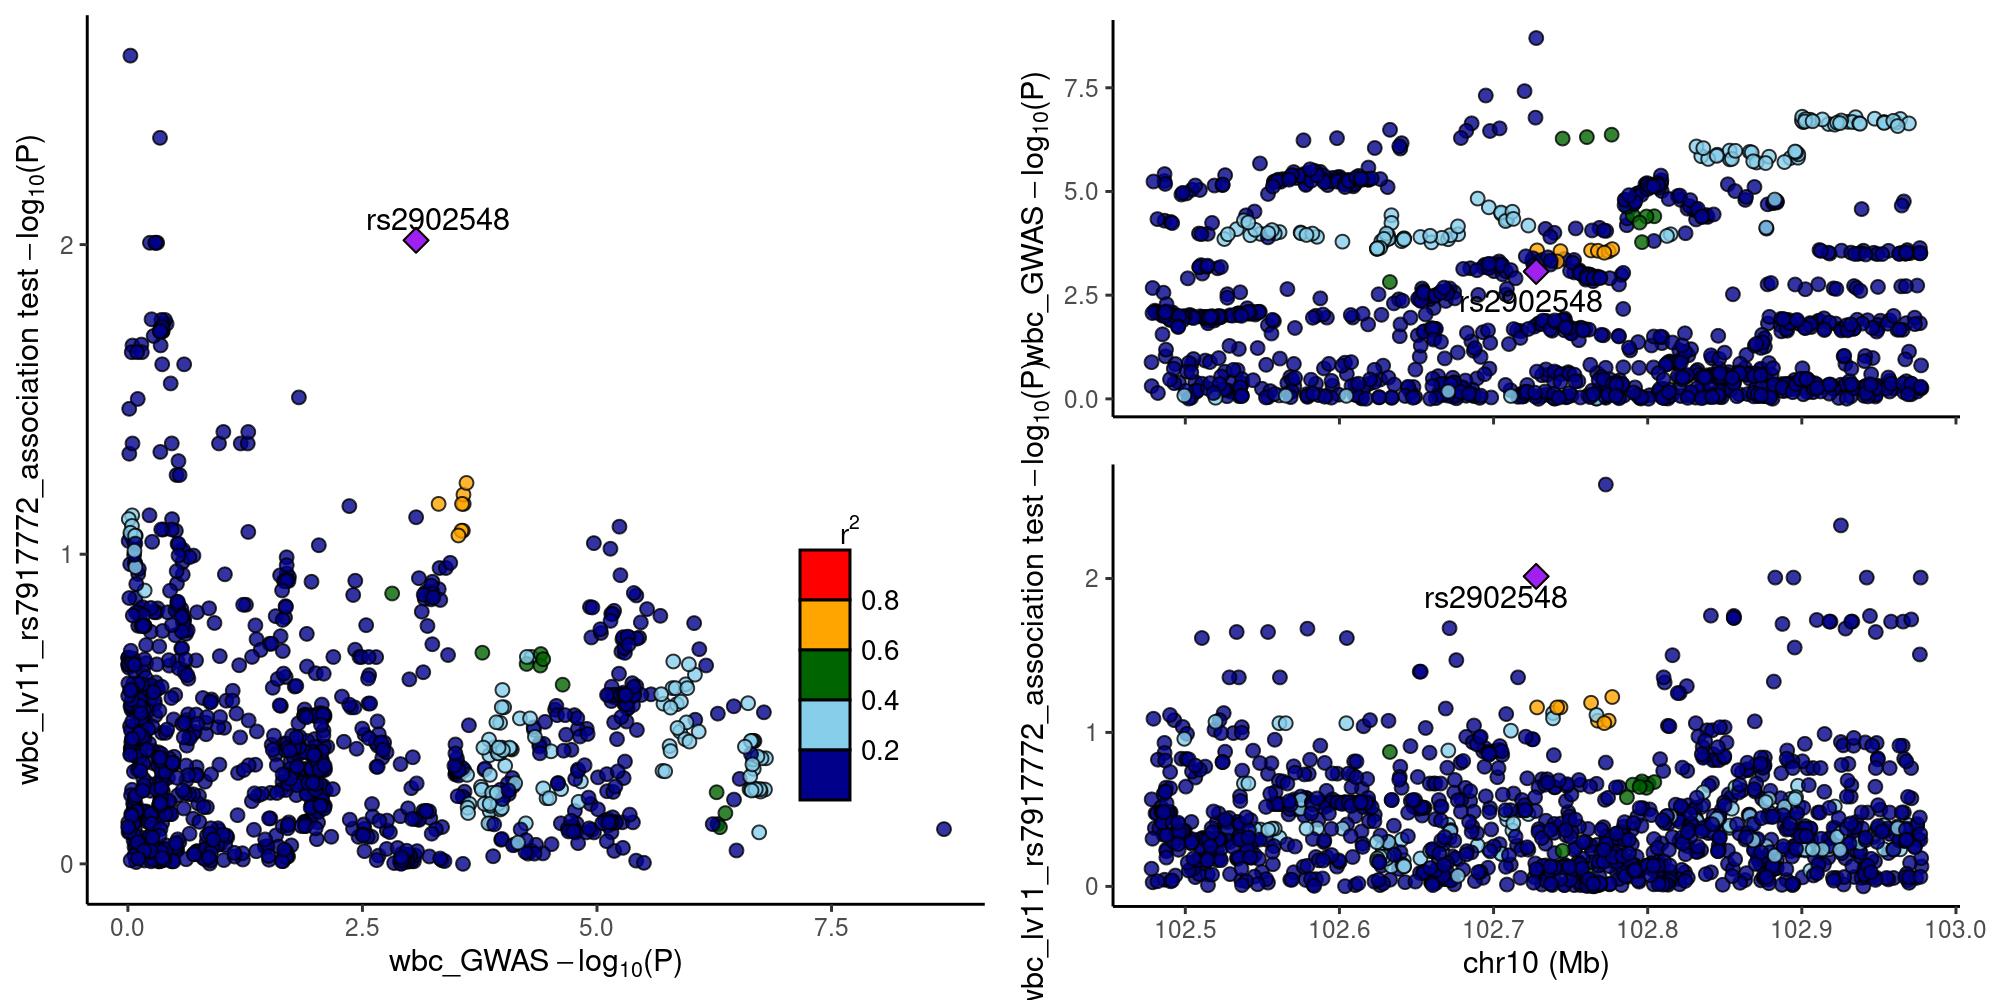 wbc_lv11_rs7917772_association test −log10(P)
2
1
0
rs2902548
r2
0.8
0.6
0.4
0.2
0.0
2.5
5.0
7.5
wbc_GWAS −log10(P)
wbc_GWAS −log10(P)
7.5
5.0
2.5
0.0
rs2902548
wbc_lv11_rs7917772_association test −log10(P)
2
1
0
rs2902548
102.5
102.6
102.7
102.8
102.9
103.0
chr10 (Mb)